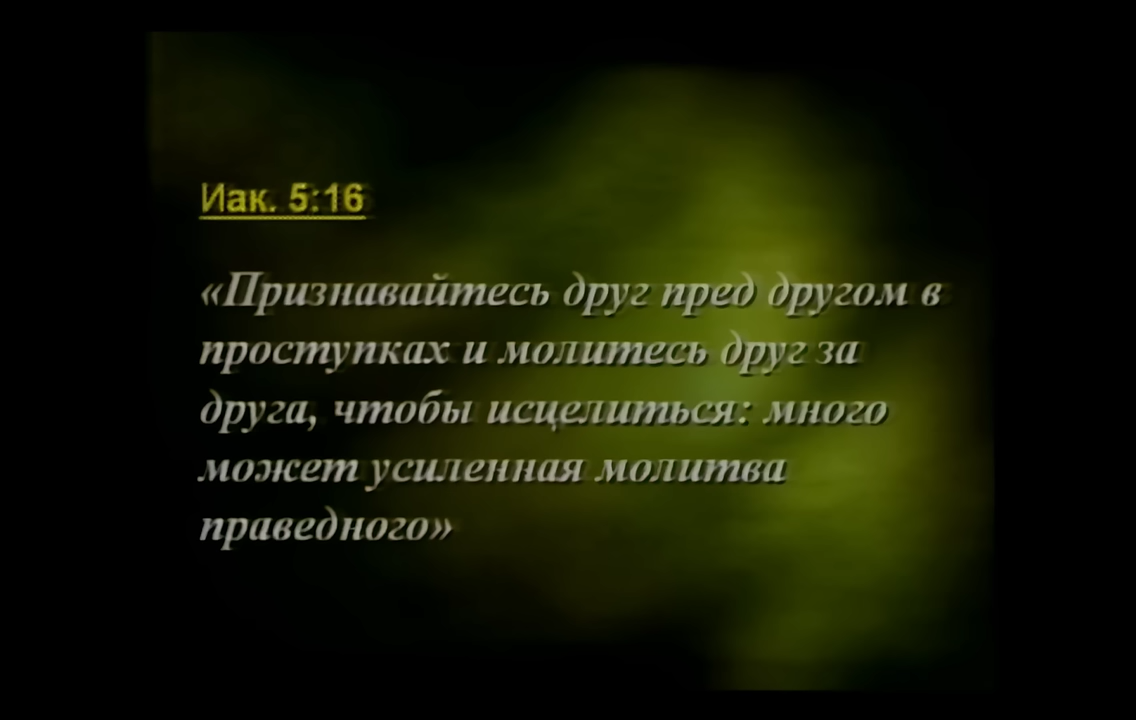 Иак. 5:16
«Признавайтесь друг пред другом в
проступках и молитесь друг за
друга, чтобы исцелиться: много
может усиленная молитва
праведного»